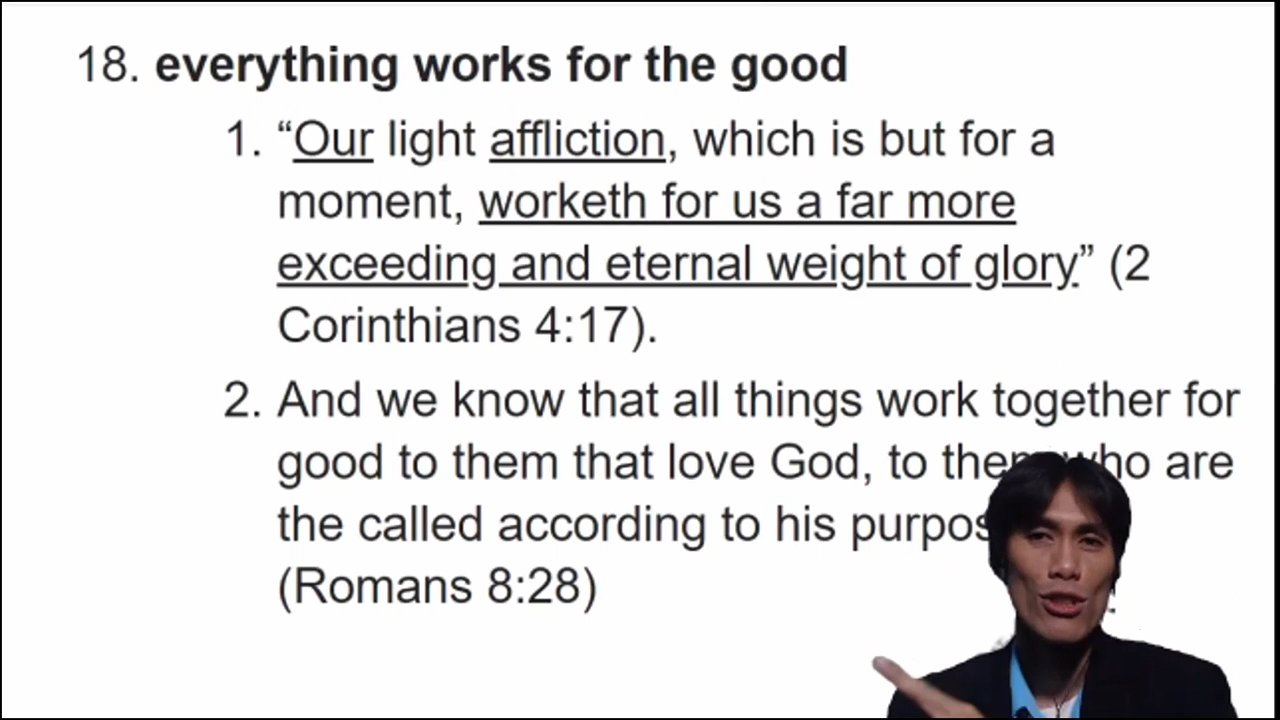 18. everything works for the good
1. “Our light affliction, which is but for a
moment, worketh for us a far more
exceeding and eternal weight of glory.” (2
Corinthians 4:17).
2. And we know that all things work together for
good to them that love God, to who are
the called according to his
(Romans 8:28)